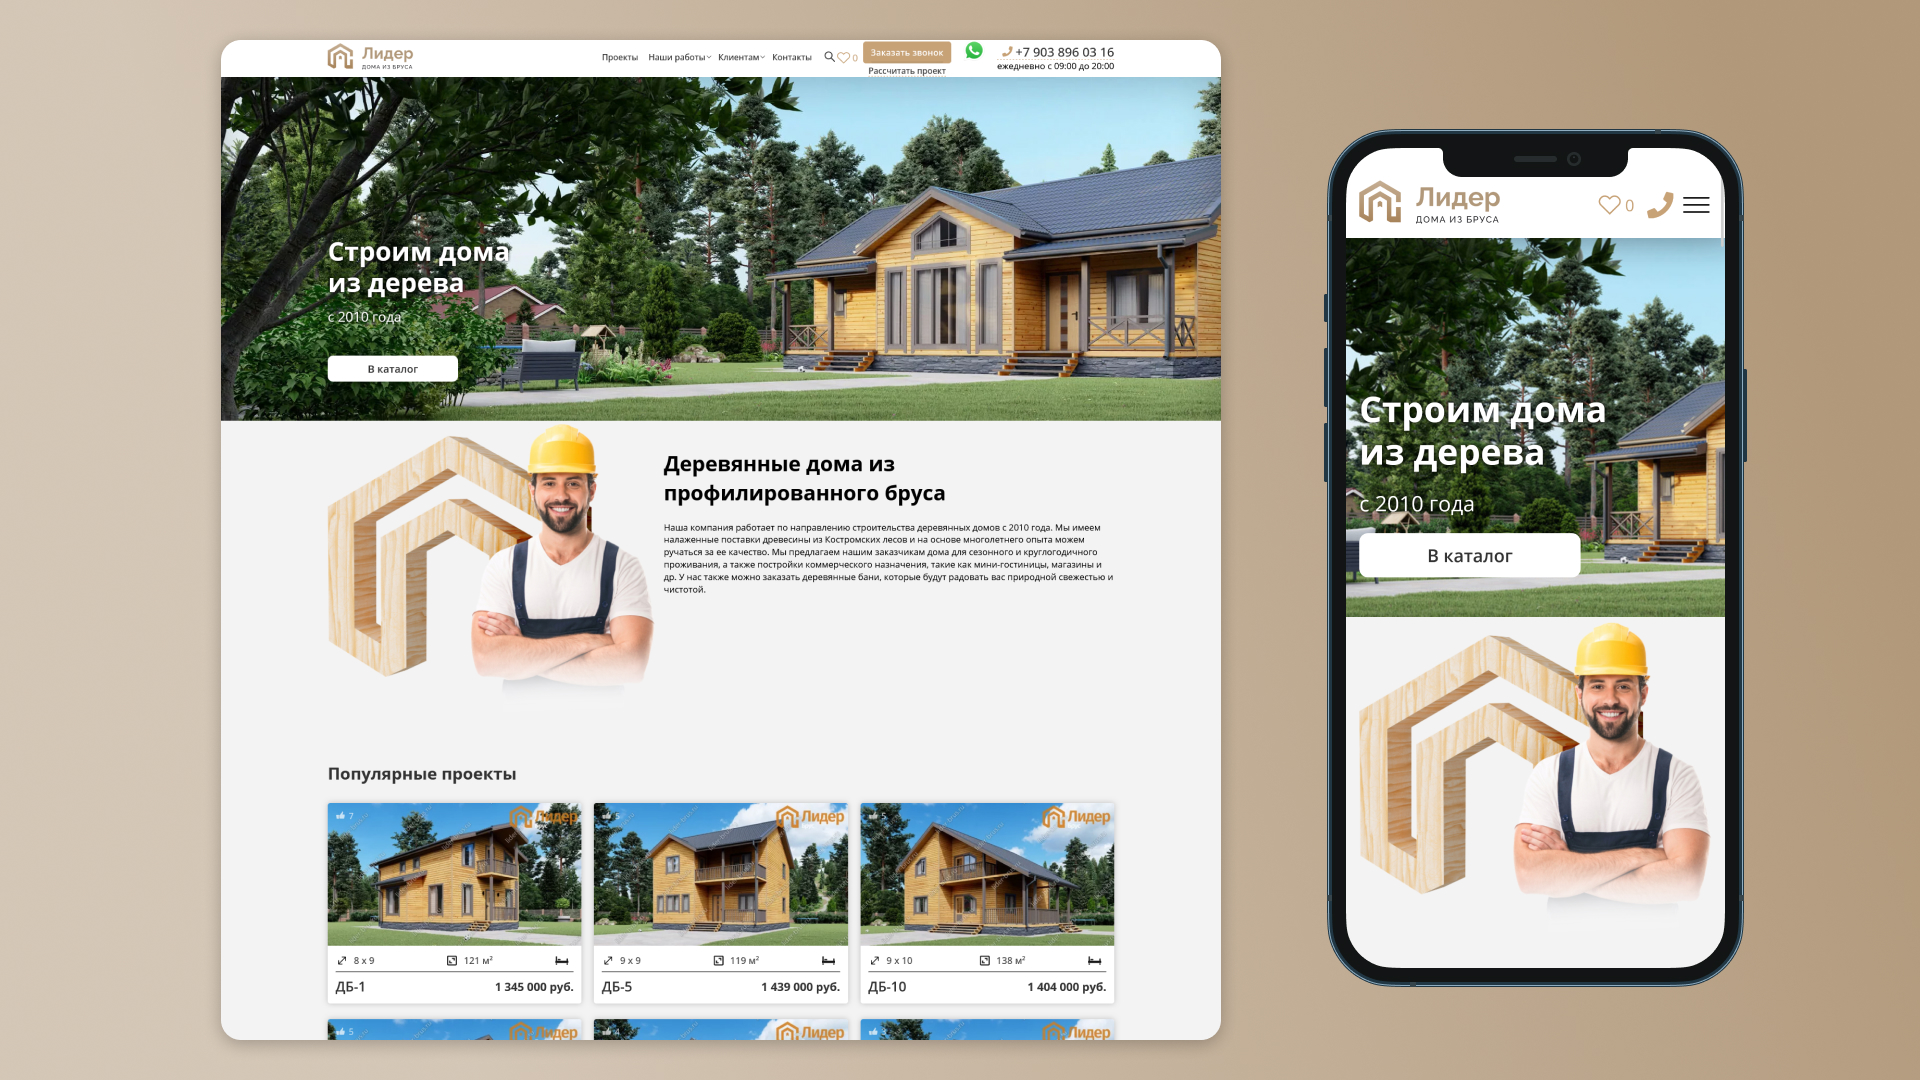 Лидер
ДОМА ИЗ БРУСА
Проекты
Наши работы
Клиентам
Контакты
0
Заказать звонок
Рассчитать проект
+7 903 896 03 16
ежедневно с 09:00 до 20:00
Строим дома
из дерева
с 2010 года
В каталог
Деревянные дома из
профилированного бруса
Наша компания работает по направлению строительства деревянных домов с 2010 года. Мы имеем
налаженные поставки древесины из Костромских лесов и на основе многолетнего опыта можем
ручаться за ее качество. Мы предлагаем нашим заказчикам дома для сезонного и круглогодичного
проживания, а также постройки коммерческого назначения, такие как мини-гостиницы, магазины и
др. У нас также можно заказать деревянные бани, которые будут радовать вас природной свежестью и
чистотой.
Популярные проекты
7
Лидер
8 x 9
121 м²
ДБ-1
1 345 000 руб.
5
Лидер
9 x 9
119 м²
ДБ-5
1 439 000 руб.
5
Лидер
9 x 10
138 м²
ДБ-10
1 404 000 руб.
5
Лидер
4
Лидер
Лидер
Лидер
ДОМА ИЗ БРУСА
0
Строим дома
из дерева
с 2010 года
В каталог